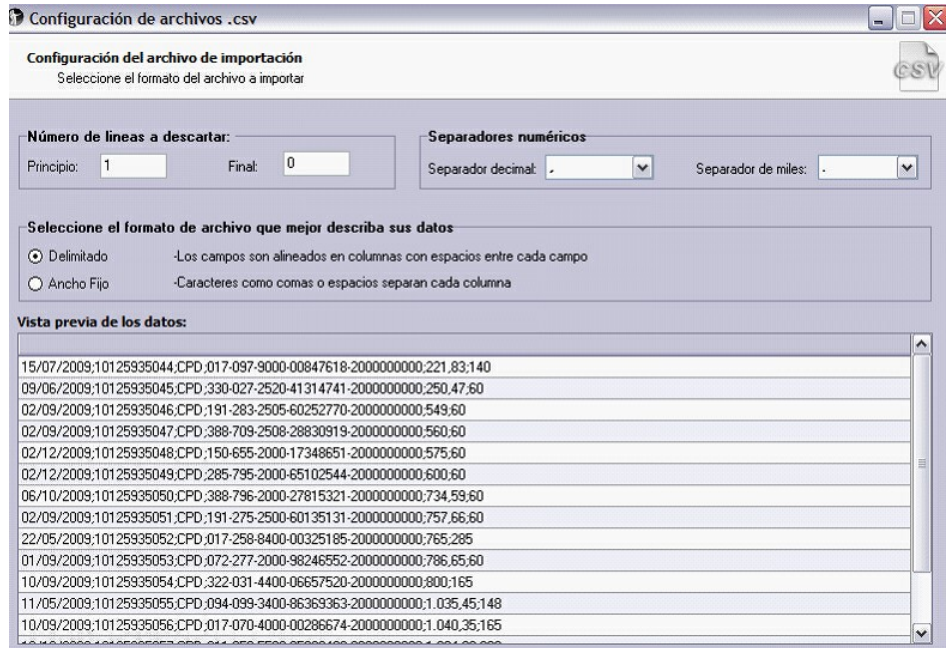 Configuración de archivos .csv
Configuración del archivo de importación
Seleccione el formato del archivo a importar
CSV
Número de lineas a descartar:
Principio: 1 Final: 0
Separadores numéricos
Separador decimal: , Separador de miles: .
Seleccione el formato de archivo que mejor describa sus datos
Delimitado -Los campos son alineados en columnas con espacios entre cada campo
Ancho Fijo -Caracteres como comas o espacios separan cada columna
Vista previa de los datos:
15/07/2009;10125935044;CPD;017-097-9000-00847618-2000000000;221,83;140
09/06/2009;10125935045;CPD;330-027-2520-41314741-2000000000;250,47;60
02/09/2009;10125935046;CPD;191-283-2505-60252770-2000000000;549;60
02/09/2009;10125935047;CPD;388-709-2508-28830919-2000000000;560;60
02/12/2009;10125935048;CPD;150-655-2000-17348651-2000000000;575;60
02/12/2009;10125935049;CPD;285-795-2000-65102544-2000000000;600;60
06/10/2009;10125935050;CPD;388-796-2000-27815321-2000000000;734,59;60
02/09/2009;10125935051;CPD;191-275-2500-60135131-2000000000;757,66;60
22/05/2009;10125935052;CPD;017-258-8400-00325185-2000000000;765;285
01/09/2009;10125935053;CPD;072-277-2000-98246552-2000000000;786,65;60
10/09/2009;10125935054;CPD;322-031-4400-06657520-2000000000;800;165
11/05/2009;10125935055;CPD;094-099-3400-86369363-2000000000;1.035,45;148
10/09/2009;10125935056;CPD;017-070-4000-00286674-2000000000;1.040,35;165